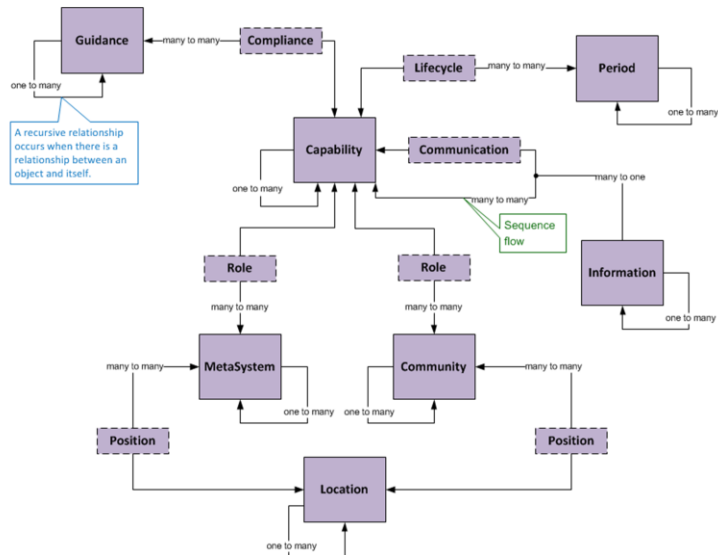 Guidance
many to many
Compliance
Lifecycle
many to many
Period
one to many
one to many
A recursive relationship
occurs when there is a
relationship between an
object and itself.
Capability
Communication
one to many
many to one
many to many
Sequence
flow
Role
Role
Information
many to many
many to many
one to many
MetaSystem
Community
many to many
many to many
one to many
one to many
Position
Position
Location
one to many